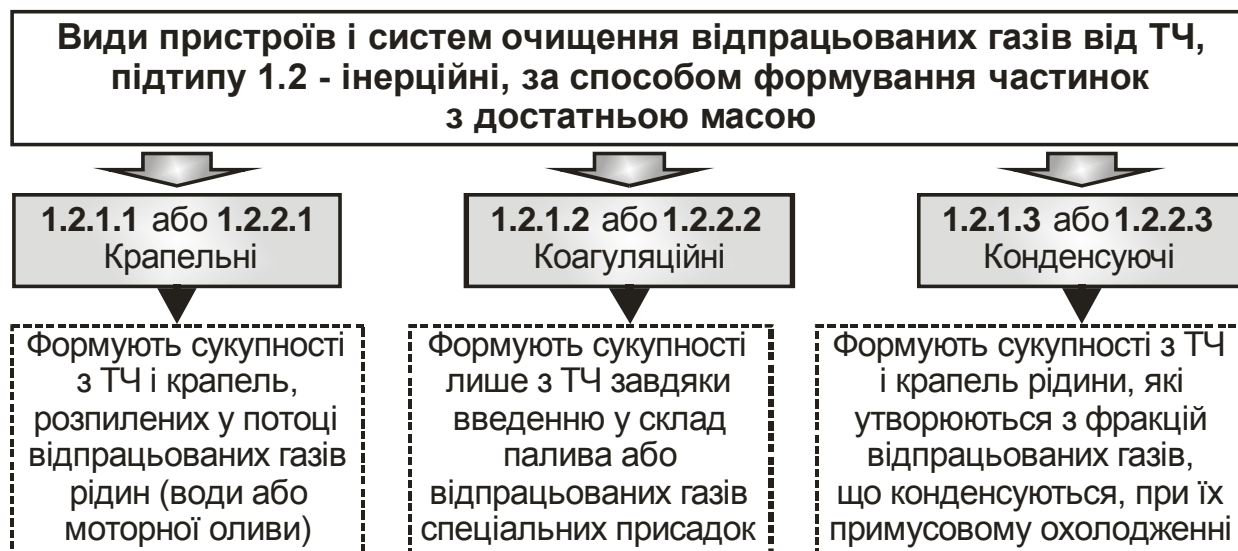 Види пристроїв і систем очищення відпрацьованих газів від ТЧ,
підтипу 1.2 - інерційні, за способом формування частинок
з достатньою масою
1.2.1.1 або 1.2.2.1
Крапельні
1.2.1.2 або 1.2.2.2
Коагуляційні
1.2.1.3 або 1.2.2.3
Конденсуючі
Формують сукупності
з ТЧ і крапель,
розпилених у потоці
відпрацьованих газів
рідин (води або
моторної оливи)
Формують сукупності
лише з ТЧ завдяки
введенню у склад
палива або
відпрацьованих газів
спеціальних присадок
Формують сукупності з ТЧ
і крапель рідини, які
утворюються з фракцій
відпрацьованих газів,
що конденсуються, при їх
примусовому охолодженні